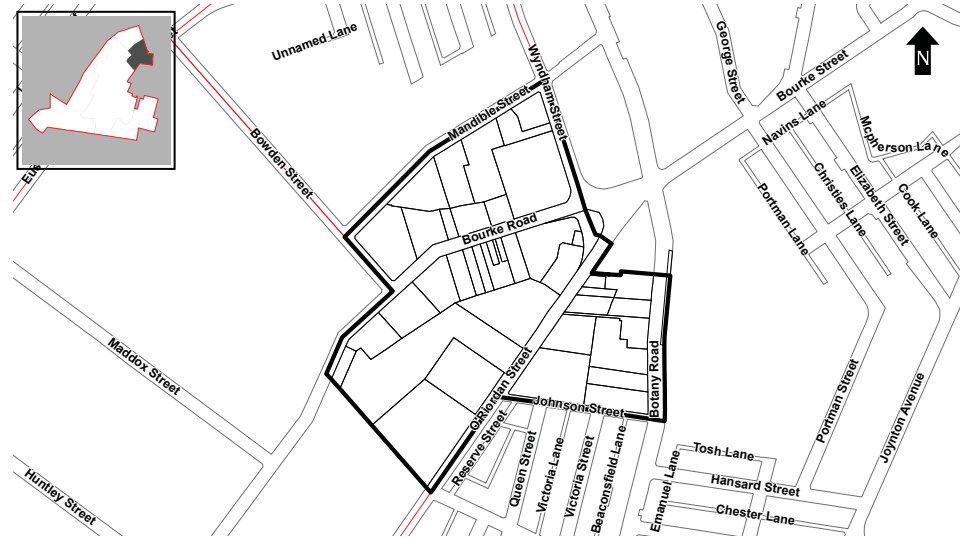 Unnamed Lane
Wyndham Street
George Street
Bourke Street
N
Mandible Street
Navins Lane
Mcpherson Lane
Bowden Street
Christies Lane
Elizabeth Street
Cook Lane
Portman Lane
Bourke Road
Maddox Street
O'Riordan Street
Botany Road
Johnson Street
Portman Street
Joynton Avenue
Reserve Street
Queen Street
Victoria Lane
Victoria Street
Beaconsfield Lane
Emanuel Lane
Tosh Lane
Hansard Street
Chester Lane
Huntley Street